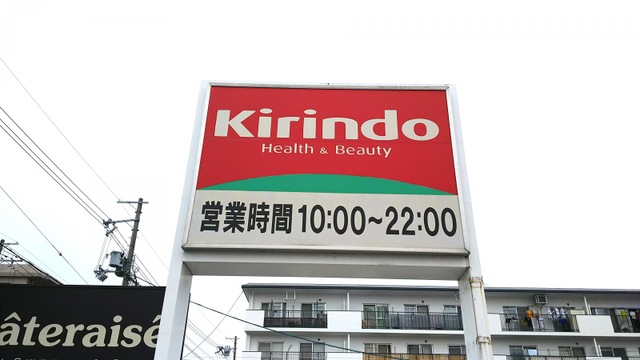 Kirindo
Health & Beauty
営業時間 10:00~22:00
âteraisé